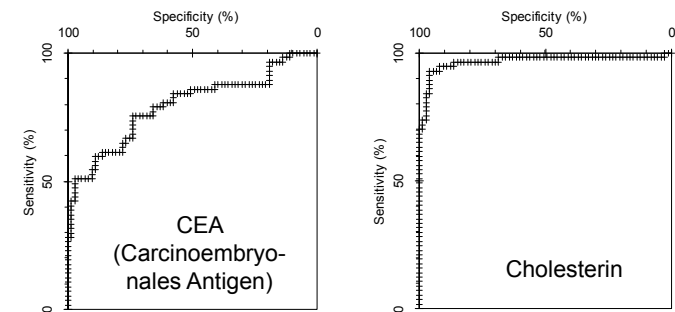 Specificity (%)
100 50 0
100
50
0
Sensitivity (%)
CEA
(Carcinoembryo-
nales Antigen)
Specificity (%)
100 50 0
100
50
0
Sensitivity (%)
Cholesterin